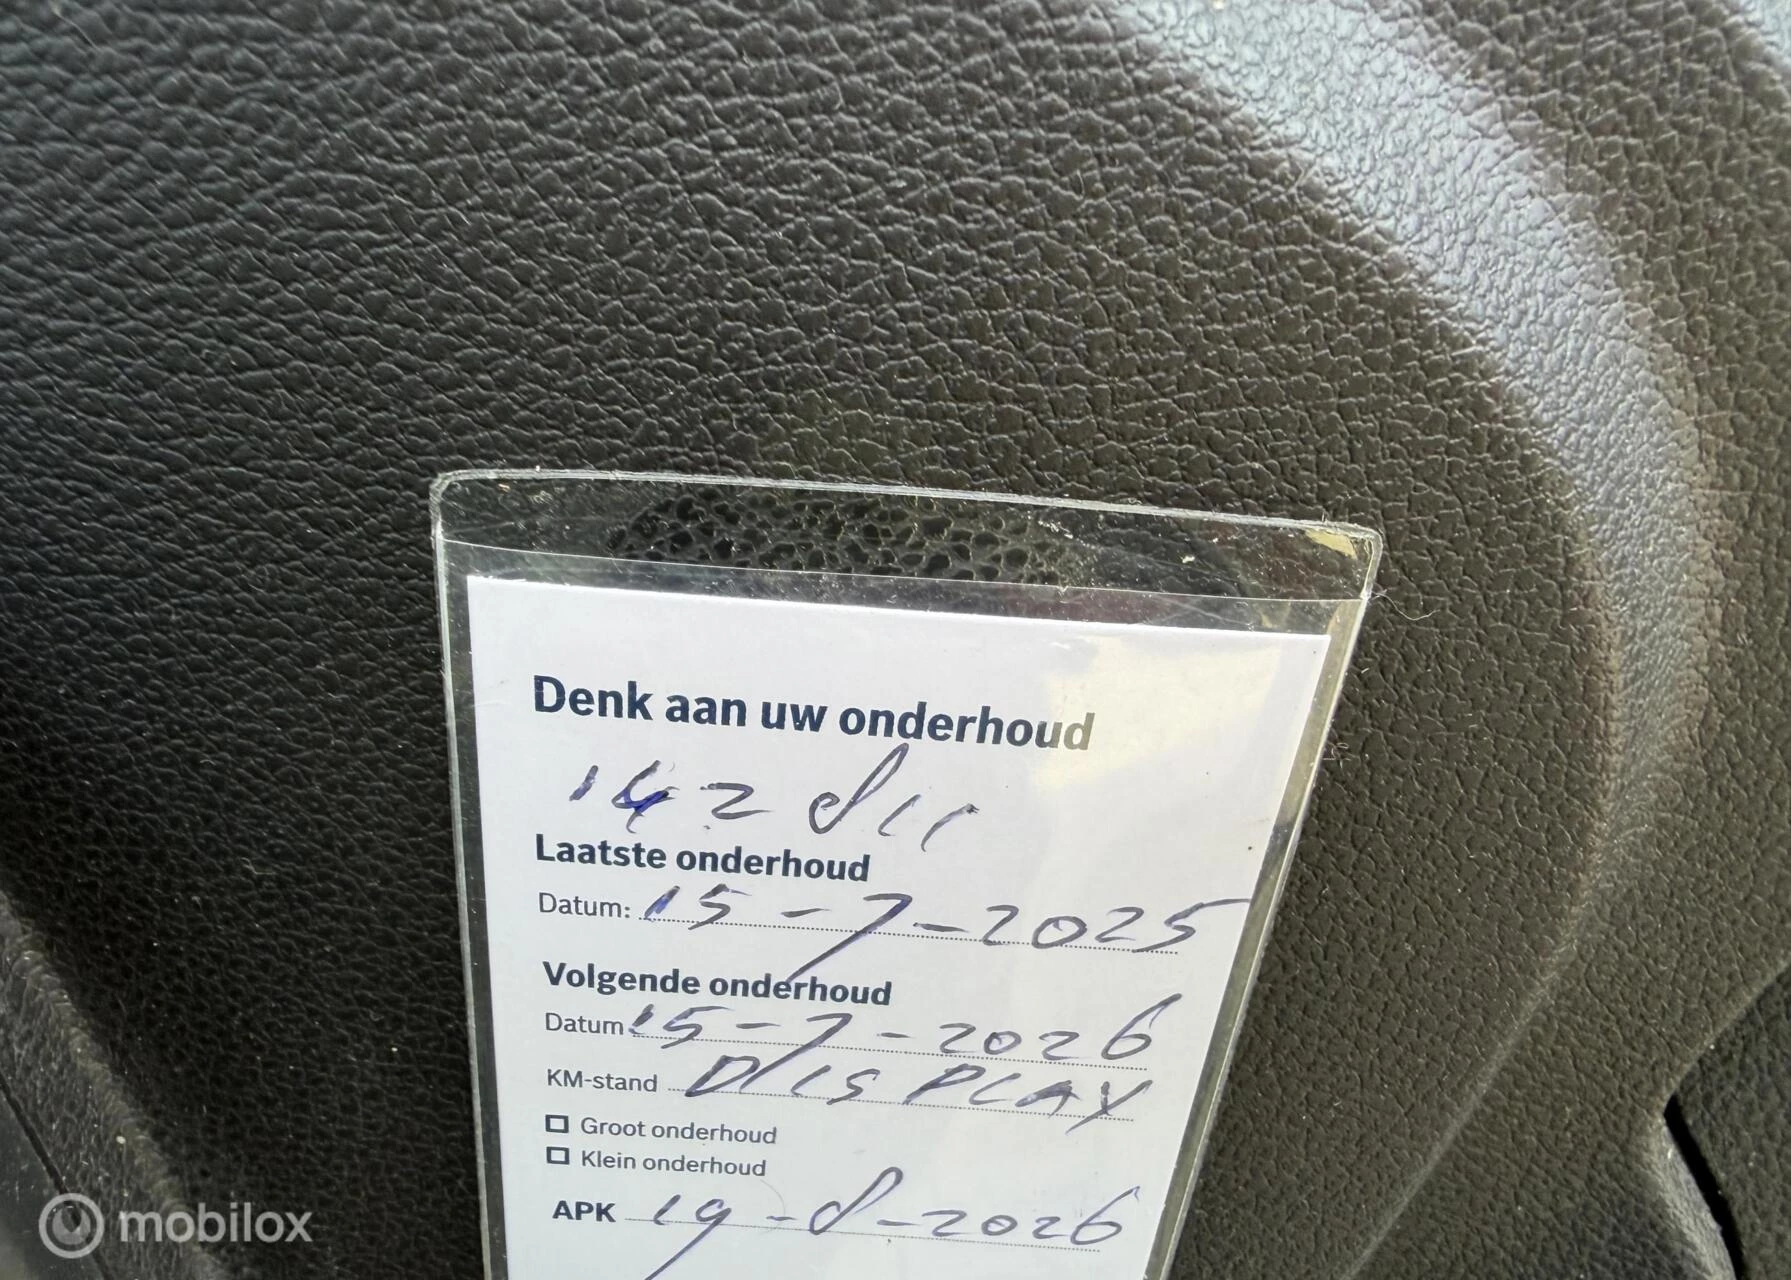 Denk aan uw onderhoud
142811
Laatste onderhoud
Datum: 15-7-2025
Volgende onderhoud
Datum 15-7-2026
KM-stand DISPLAY
Groot onderhoud
Klein onderhoud
APK 19-8-2026
mobilox